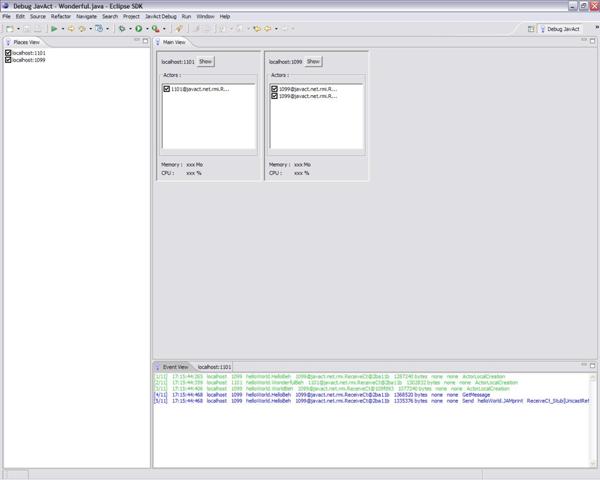 Debug JavAct - Wonderful.java - Eclipse SDK
File Edit Source Refactor Navigate Search Project JavAct Debug Run Window Help
Debug JavAct
Places View
localhost:1101
localhost:1099
Main View
localhost:1101 Show
Actors :
1101@javact.net.rmi.R...
Memory : xxx Mo
CPU : xxx %
localhost:1099 Show
Actors :
1099@javact.net.rmi.R...
1099@javact.net.rmi.R...
Memory : xxx Mo
CPU : xxx %
Event View localhost:1101
1/11] 17:15:44:265 localhost 1099 helloWorld.HelloBeh 1099@javact.net.rmi.ReceiveCt@2ba11b 1287240 bytes none none ActorLocalCreation
2/11] 17:15:44:359 localhost 1101 helloWorld.WonderfulBeh 1101@javact.net.rmi.ReceiveCt@2ba11b 1302832 bytes none none ActorLocalCreation
3/11] 17:15:44:406 localhost 1099 helloWorld.WorldBeh 1099@javact.net.rmi.ReceiveCt@ 1077240 bytes none none ActorLocalCreation
4/11] 17:15:44:468 localhost 1099 helloWorld.HelloBeh 1099@javact.net.rmi.ReceiveCt@2ba11b 1368520 bytes none none GetMessage
5/11] 17:15:44:468 localhost 1099 helloWorld.HelloBeh 1099@javact.net.rmi.ReceiveCt@2ba11b 1335376 bytes none none Send helloWorld.JAMprint ReceiveCt_Stub[UnicastRef